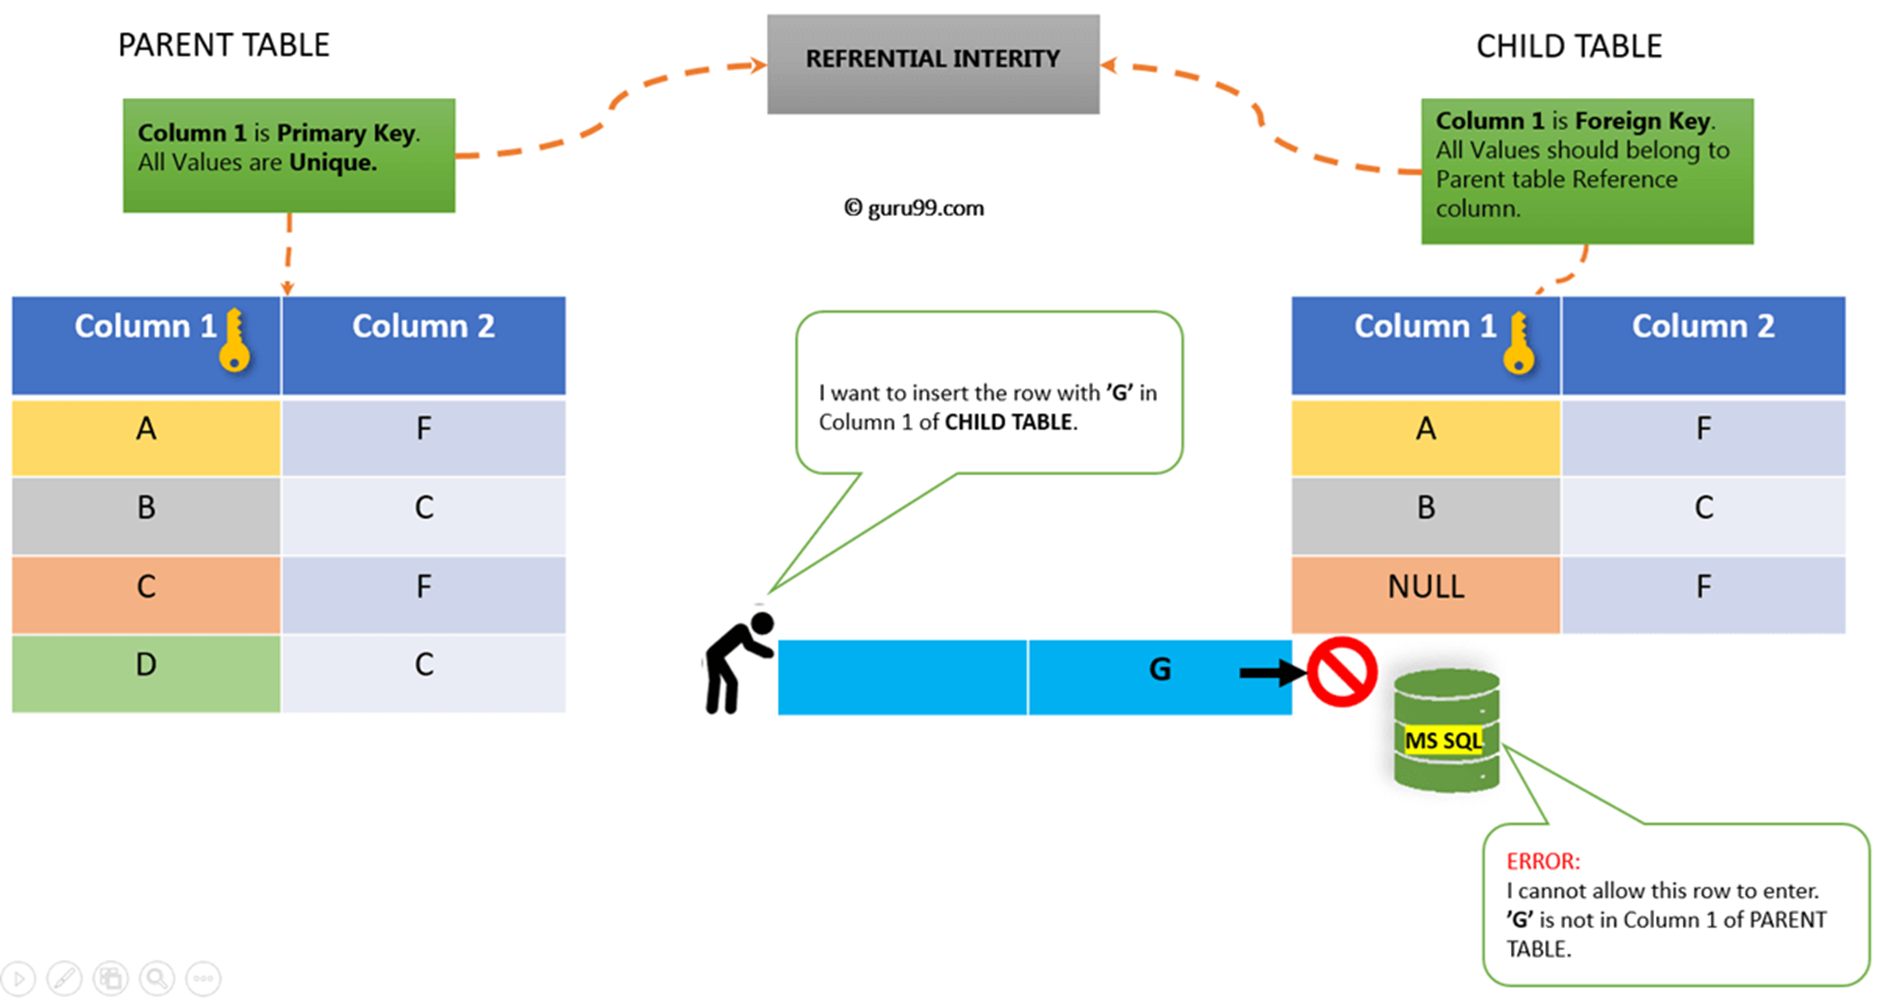 PARENT TABLE
REFRENTIAL INTERITY
CHILD TABLE
Column 1 is Primary Key.
All Values are Unique.
Column 1 is Foreign Key.
All Values should belong to
Parent table Reference
column.
© guru99.com
Column 1 Column 2
A F
B C
C F
D C
I want to insert the row with ’G’ in
Column 1 of CHILD TABLE.
G
Column 1 Column 2
A F
B C
NULL F
MS SQL
ERROR:
I cannot allow this row to enter.
’G’ is not in Column 1 of PARENT
TABLE.